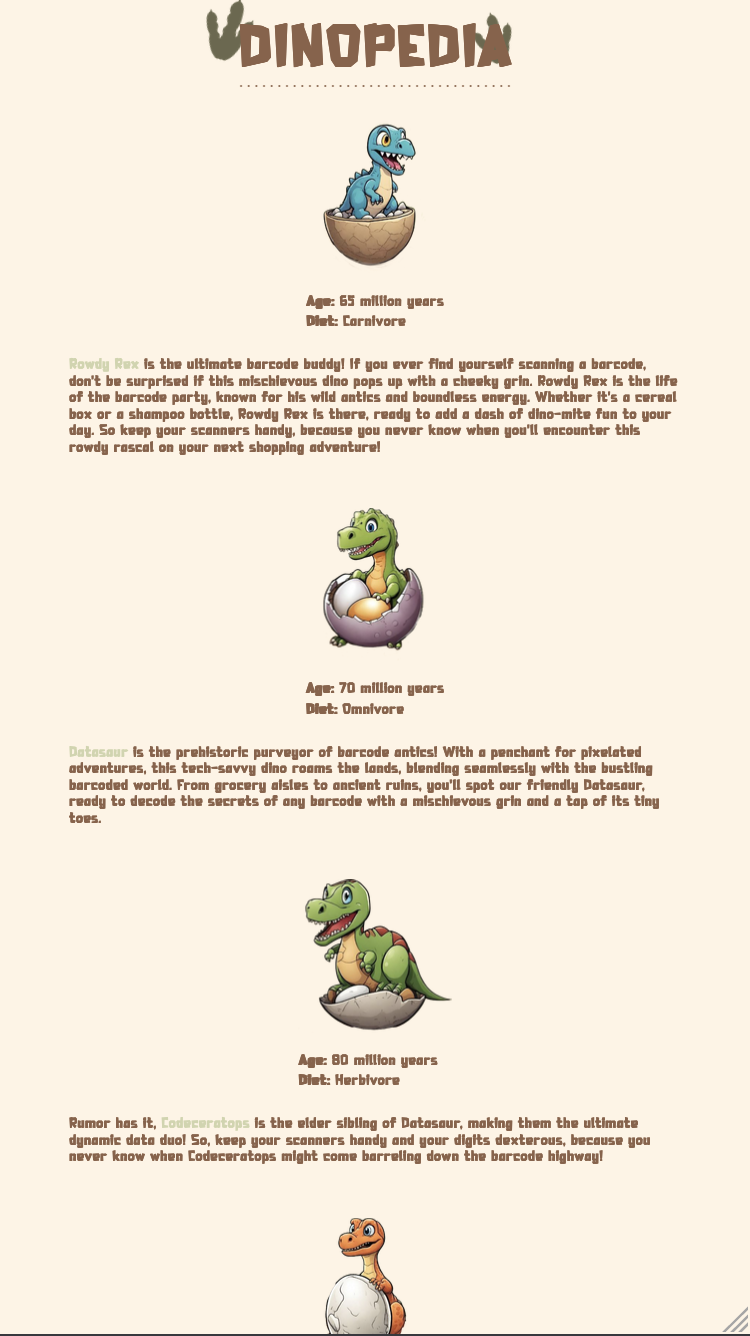 DINOPEDIA
Age: 65 million years
Diet: Carnivore
Rowdy Rex is the ultimate barcode buddy! If you ever find yourself scanning a barcode,
don't be surprised if this mischievous dino pops up with a cheeky grin. Rowdy Rex is the life
of the barcode party, known for his wild antics and boundless energy. Whether it's a cereal
box or a shampoo bottle, Rowdy Rex is there, ready to add a dash of dino-mite fun to your
day. So keep your scanners handy, because you never know when you'll encounter this
rowdy rascal on your next shopping adventure!
Age: 70 million years
Diet: Omnivore
Datasaur is the prehistoric purveyor of barcode antics! With a penchant for pixelated
adventures, this tech-savvy dino roams the lands, blending seamlessly with the bustling
barcoded world. From grocery aisles to ancient ruins, you'll spot our friendly Datasaur,
ready to decode the secrets of any barcode with a mischievous grin and a tap of its tiny
toes.
Age: 80 million years
Diet: Herbivore
Rumor has it, Codeceratops is the elder sibling of Datasaur, making them the ultimate
dynamic data duo! So, keep your scanners handy and your digits dexterous, because you
never know when Codeceratops might come barreling down the barcode highway!